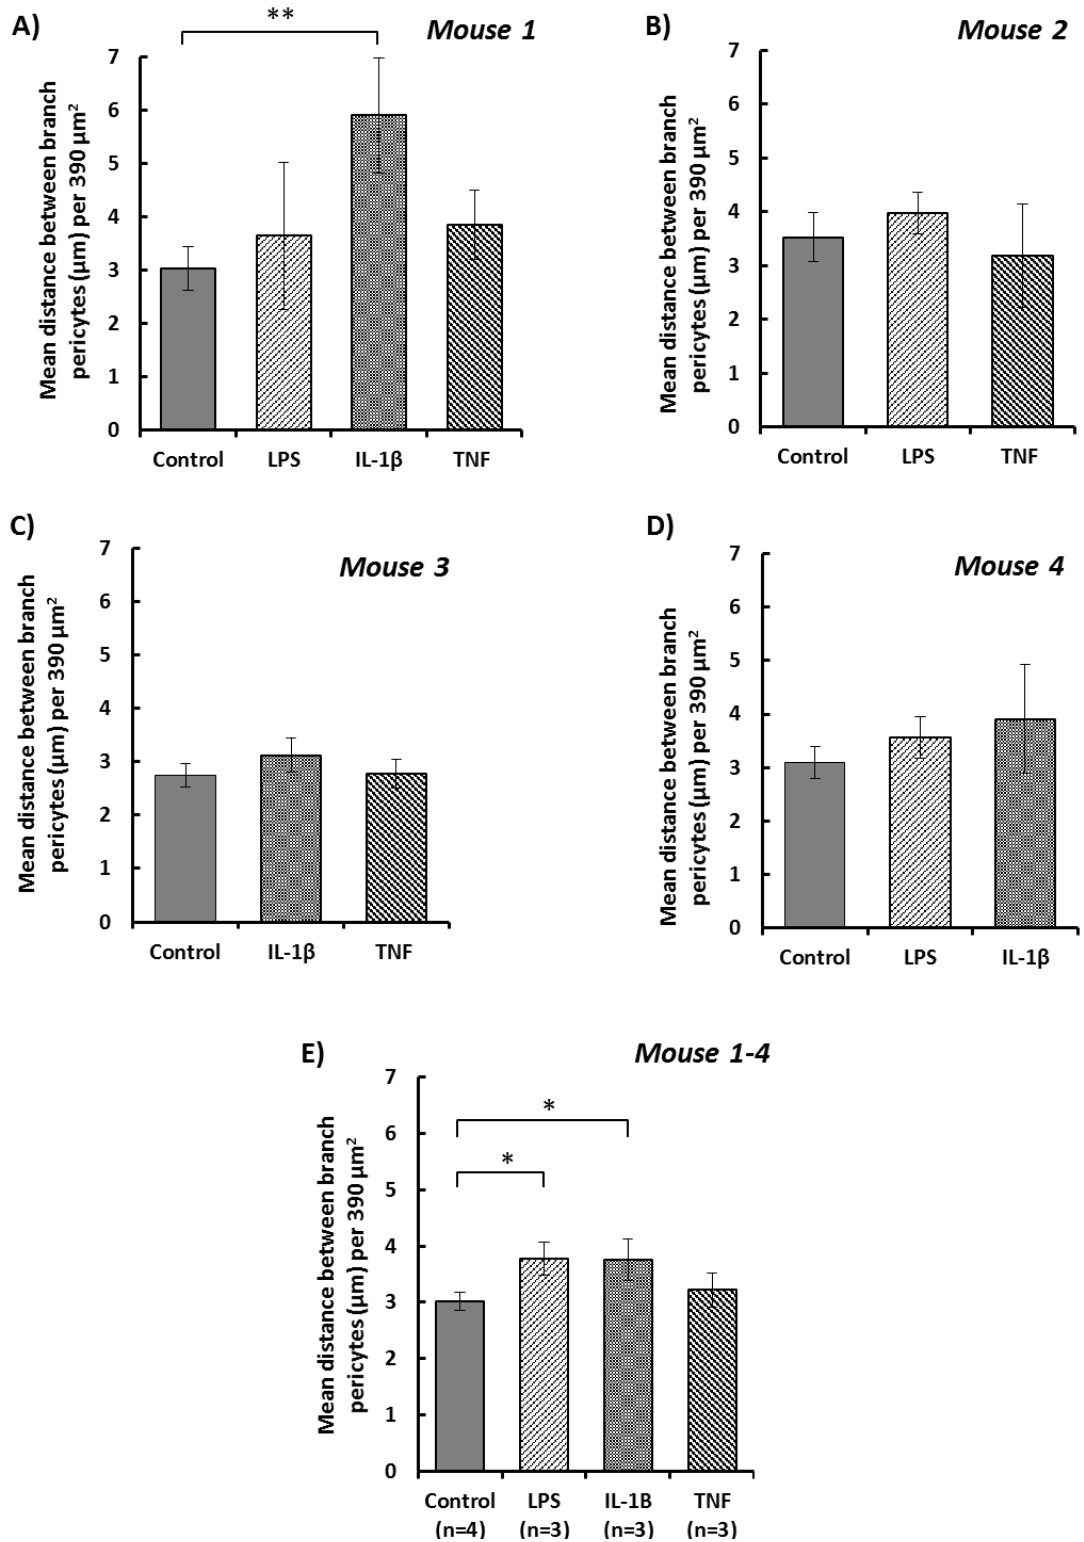 A)
**
Mouse 1
Mean distance between branch
pericytes (µm) per 390 µm²
7
6
5
4
3
2
1
0
Control
LPS
IL-1β
TNF
B)
Mouse 2
Mean distance between branch
pericytes (µm) per 390 µm²
7
6
5
4
3
2
1
0
Control
LPS
TNF
C)
Mouse 3
Mean distance between branch
pericytes (µm) per 390 µm²
7
6
5
4
3
2
1
0
Control
IL-1β
TNF
D)
Mouse 4
Mean distance between branch
pericytes (µm) per 390 µm²
7
6
5
4
3
2
1
0
Control
LPS
IL-1β
E)
Mouse 1-4
Mean distance between branch
pericytes (µm) per 390 µm²
7
6
5
4
3
2
1
0
*
*
Control
(n=4)
LPS
(n=3)
IL-1B
(n=3)
TNF
(n=3)